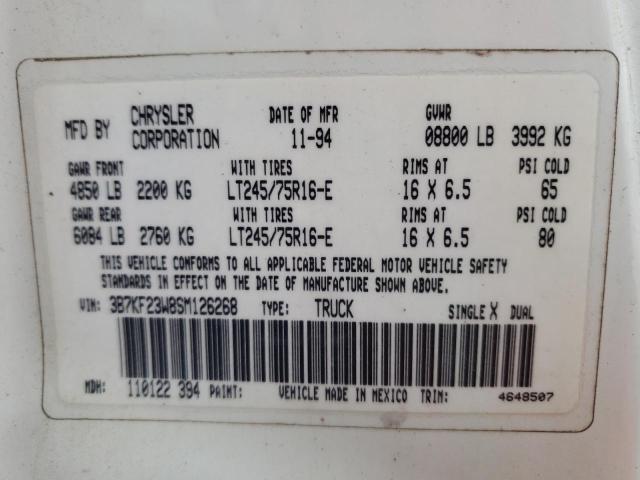 MFD BY CHRYSLER CORPORATION DATE OF MFR 11-94 GVWR 08800 LB 3992 KG
GAWR FRONT WITH TIRES RIMS AT PSI COLD
4850 LB 2200 KG LT245/75R16-E 16 X 6.5 65
GAWR REAR WITH TIRES RIMS AT PSI COLD
6084 LB 2760 KG LT245/75R16-E 16 X 6.5 80
THIS VEHICLE CONFORMS TO ALL APPLICABLE FEDERAL MOTOR VEHICLE SAFETY
STANDARDS IN EFFECT ON THE DATE OF MANUFACTURE SHOWN ABOVE.
VIN: 3B7KF23W8SM126268 TYPE: TRUCK SINGLE X DUAL
MDH: 110122 394 PAINT: VEHICLE MADE IN MEXICO TRIM: 4648507